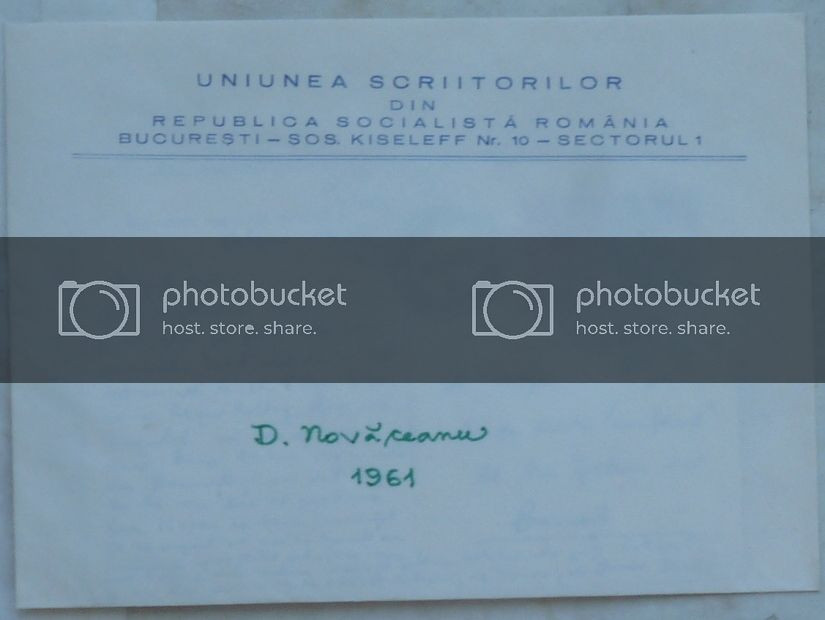 UNIUNEA SCRIITORILOR
DIN
REPUBLICA SOCIALISTĂ ROMÂNIA
BUCUREȘTI — ȘOS. KISELEFF Nr. 10 — SECTORUL 1
photobucket photobucket
host. store. share. host. store. share.
D. Novăceanu
1961